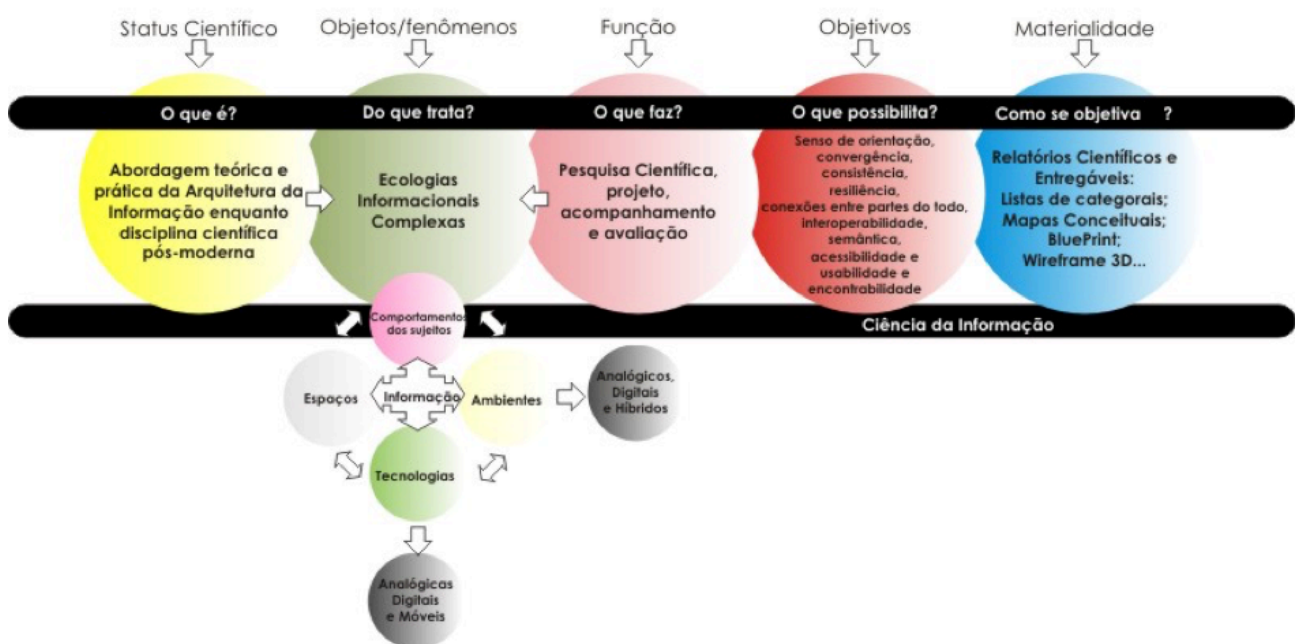 Status Científico
Objetos/fenômenos
Função
Objetivos
Materialidade
O que é?
Do que trata?
O que faz?
O que possibilita?
Como se objetiva ?
Abordagem teórica e
prática da Arquitetura da
Informação enquanto
disciplina científica
pós-moderna
Ecologias
Informacionais
Complexas
Pesquisa Científica,
projeto,
acompanhamento
e avaliação
Senso de orientação,
convergência,
consistência,
resiliência,
conexões entre partes do todo,
interoperabilidade,
semântica,
acessibilidade e
usabilidade e
encontrabilidade
Relatórios Científicos e
Entregáveis:
Listas de categorais;
Mapas Conceituais;
BluePrint;
Wireframe 3D...
Ciência da Informação
Comportamentos
dos sujeitos
Espaços
Informação
Ambientes
Analógicos,
Digitais
e Híbridos
Tecnologias
Analógicas
Digitais
e Móveis